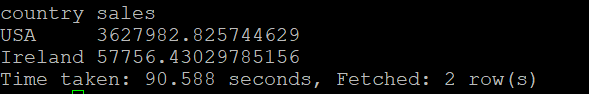 country sales
USA     3627982.825744629
Ireland 57756.43029785156
Time taken: 90.588 seconds, Fetched: 2 row(s)